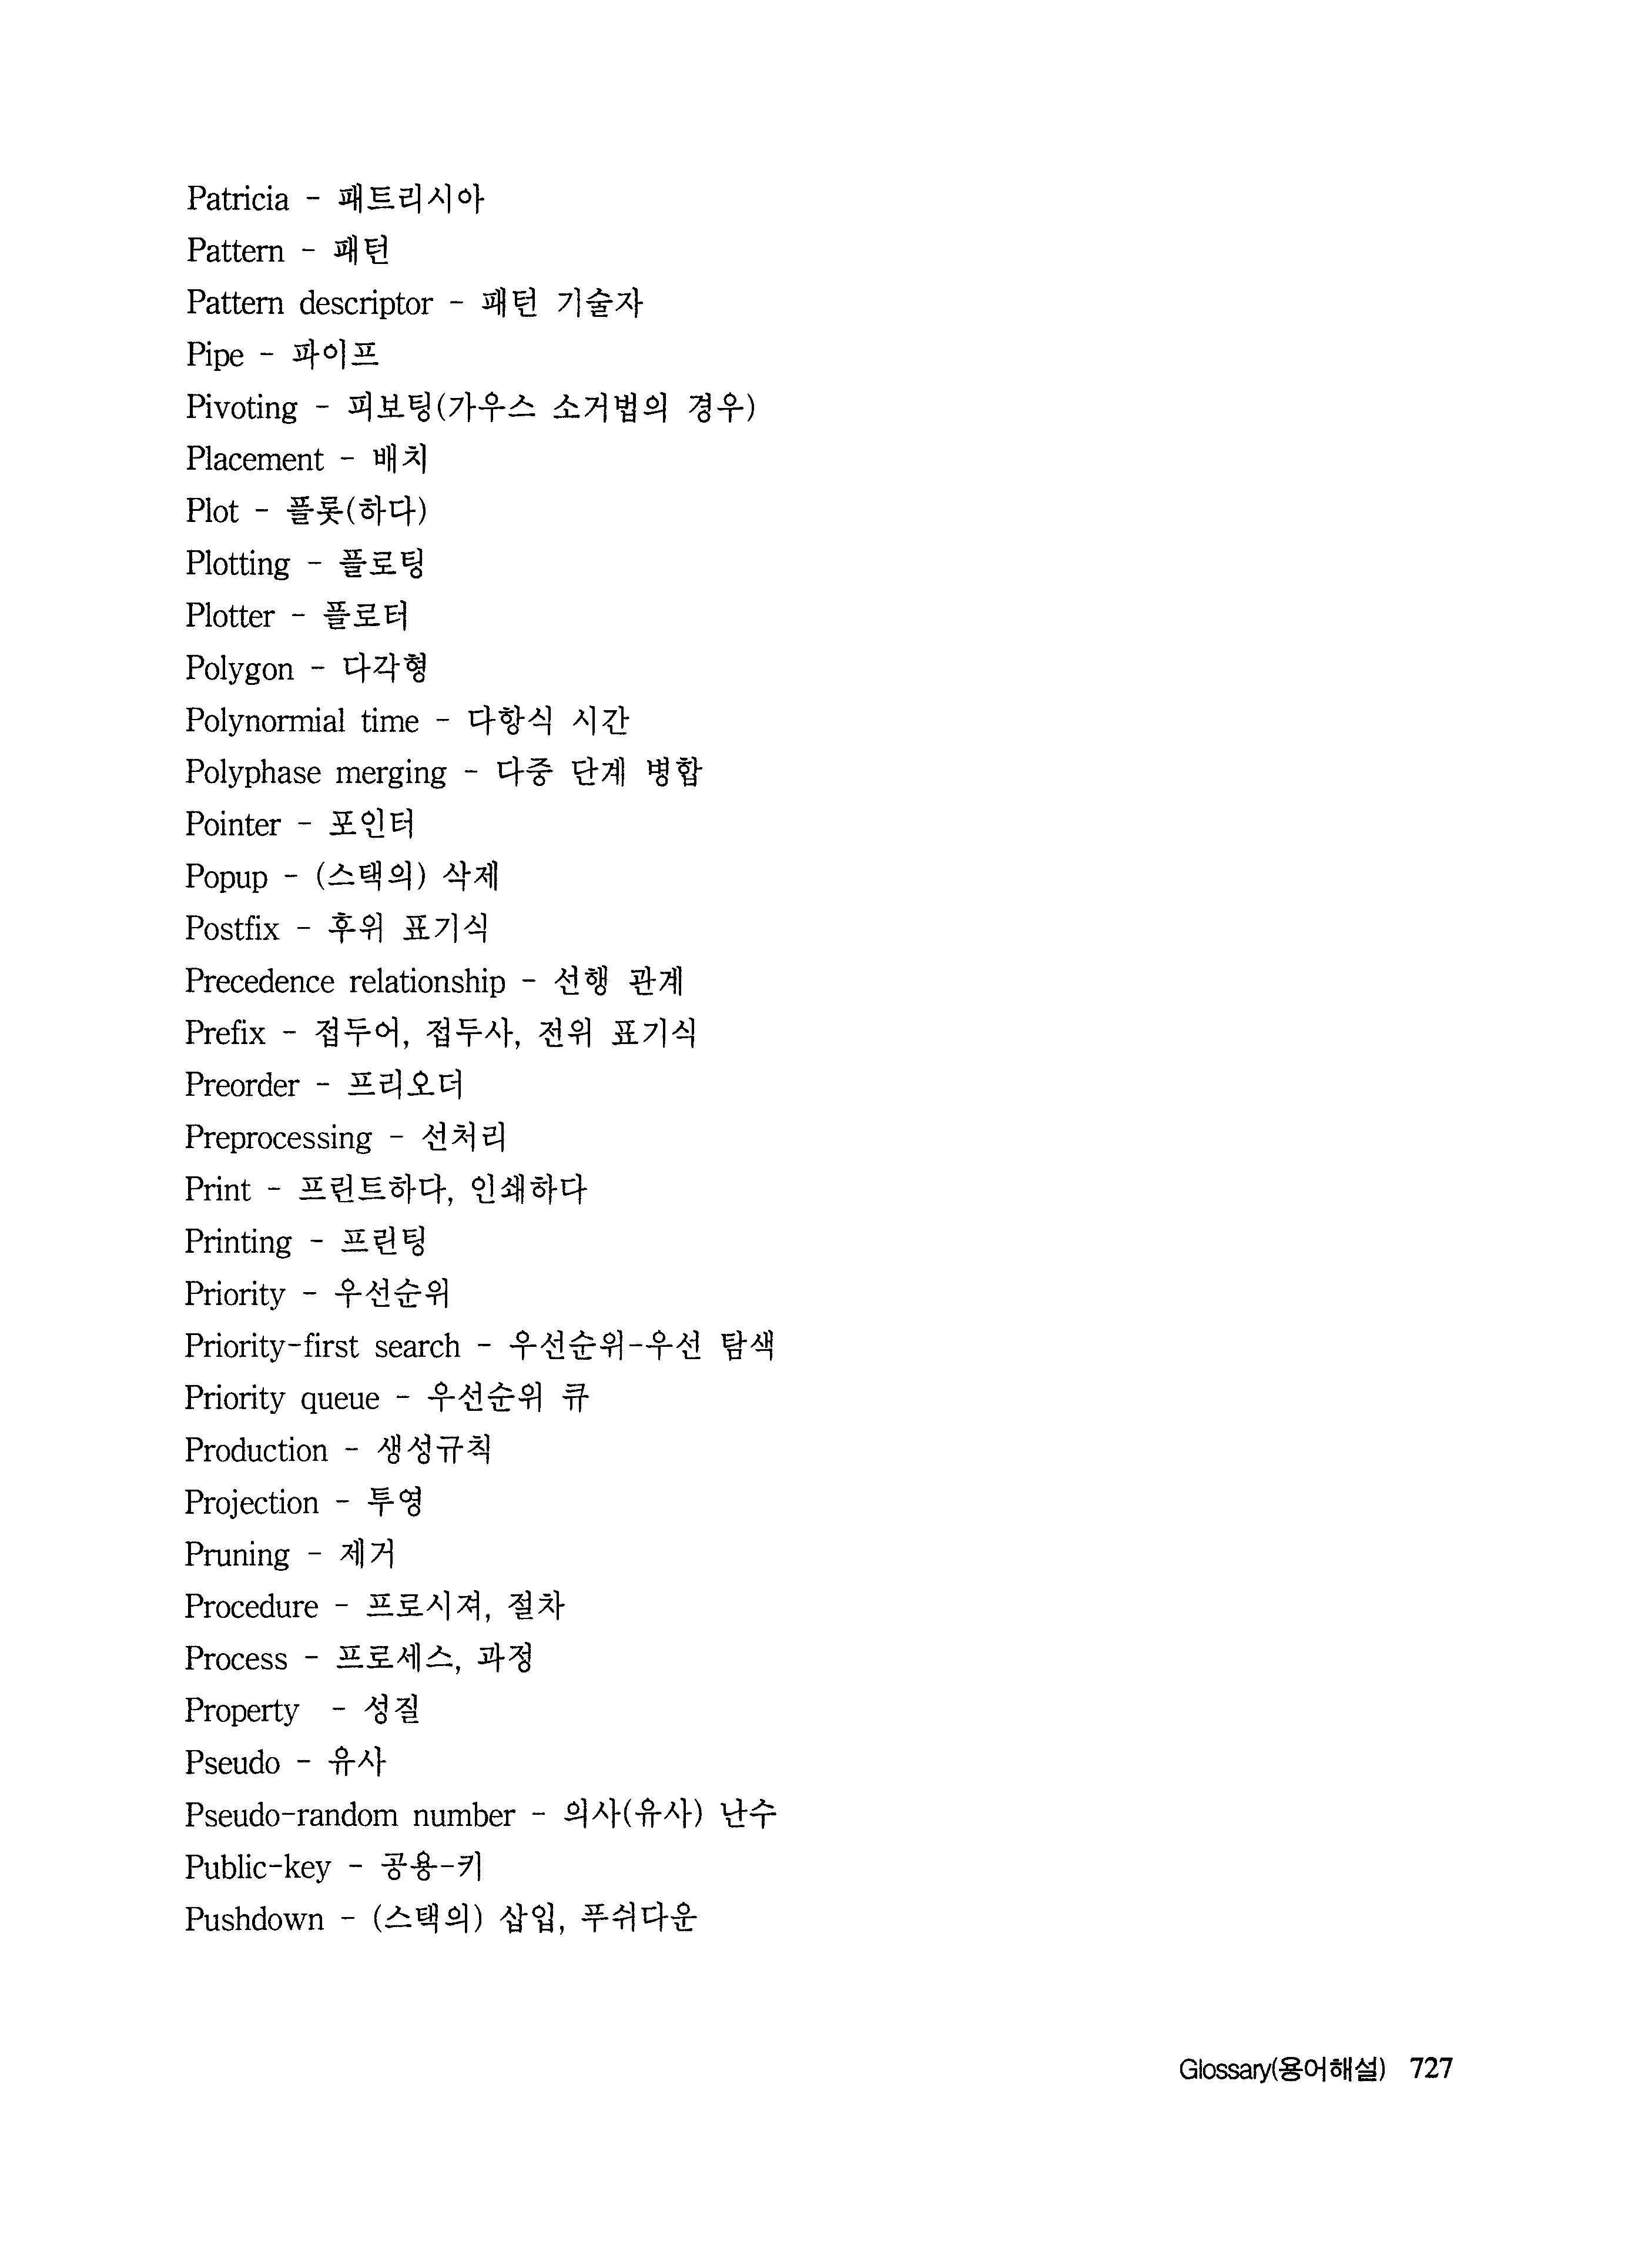 Patricia - 패트리시아
Pattern - 패턴
Pattern descriptor - 패턴 기술자
Pipe - 파이프
Pivoting - 피보팅(가우스 소거법의 경우)
Placement - 배치
Plot - 플롯(하다)
Plotting - 플로팅
Plotter - 플로터
Polygon - 다각형
Polynormial time - 다항식 시간
Polyphase merging - 다중 단계 병합
Pointer - 포인터
Popup - (스택의) 삭제
Postfix - 후위 표기식
Precedence relationship - 선행 관계
Prefix - 접두어, 접두사, 전위 표기식
Preorder - 프리오더
Preprocessing - 선처리
Print - 프린트하다, 인쇄하다
Printing - 프린팅
Priority - 우선순위
Priority-first search - 우선순위-우선 탐색
Priority queue - 우선순위 큐
Production - 생성규칙
Projection - 투영
Pruning - 제거
Procedure - 프로시져, 절차
Process - 프로세스, 과정
Property - 성질
Pseudo - 유사
Pseudo-random number - 의사(유사) 난수
Public-key - 공용-키
Pushdown - (스택의) 삽입, 푸쉬다운
Glossary(용어해설) 727